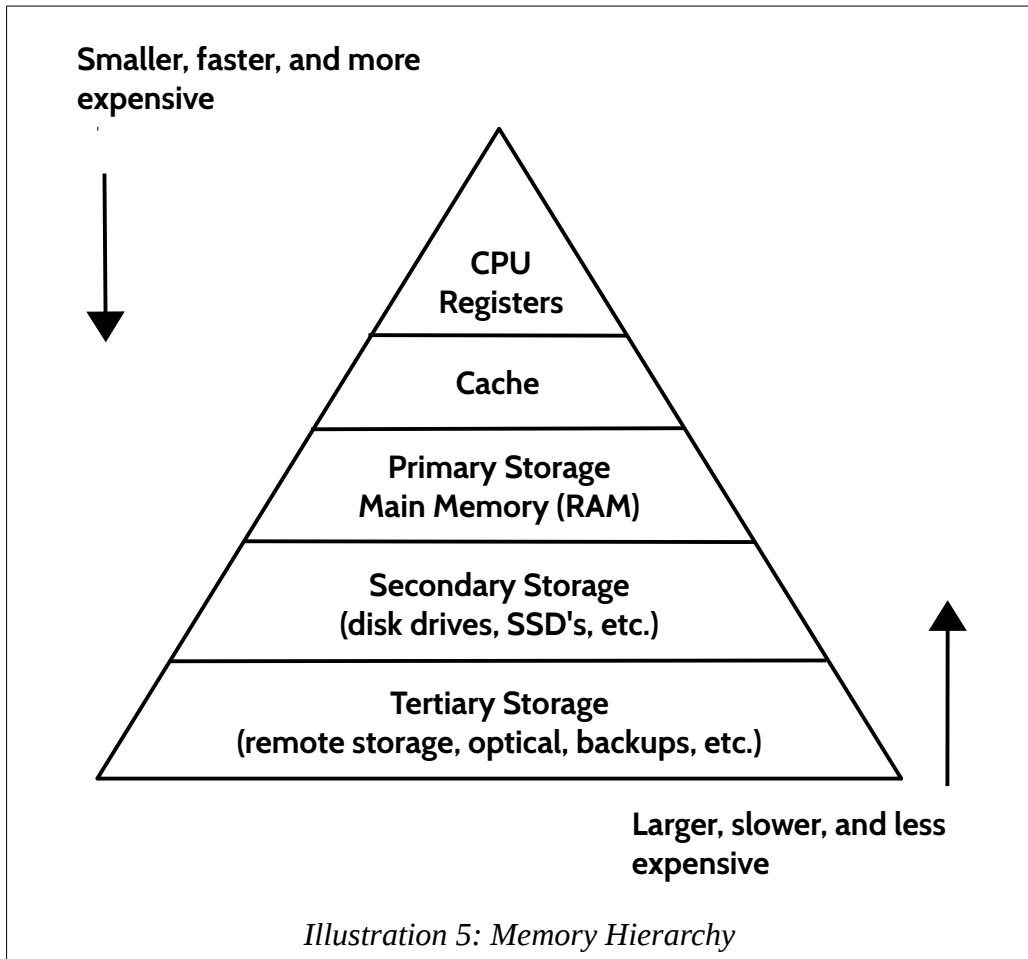 Smaller, faster, and more
expensive
CPU
Registers
Cache
Primary Storage
Main Memory (RAM)
Secondary Storage
(disk drives, SSD's, etc.)
Tertiary Storage
(remote storage, optical, backups, etc.)
Larger, slower, and less
expensive
Illustration 5: Memory Hierarchy